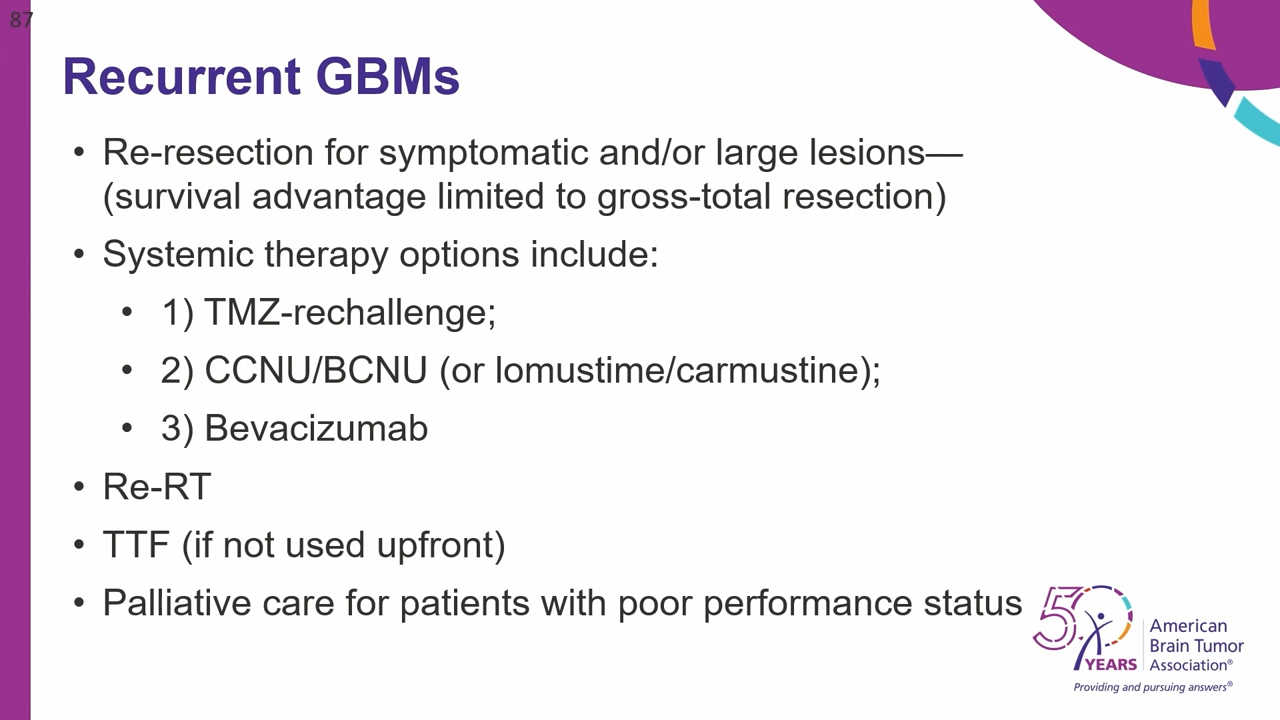 87
Recurrent GBMs
• Re-resection for symptomatic and/or large lesions—
(survival advantage limited to gross-total resection)
• Systemic therapy options include:
• 1) TMZ-rechallenge;
• 2) CCNU/BCNU (or lomustime/carmustine);
• 3) Bevacizumab
• Re-RT
• TTF (if not used upfront)
• Palliative care for patients with poor performance status
50
YEARS
American
Brain Tumor
Association®
Providing and pursuing answers®